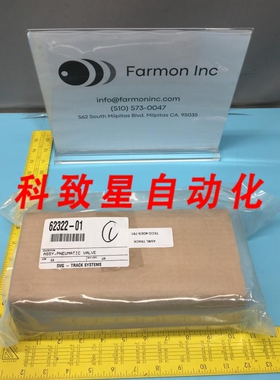 Farmon Inc
info@farmoninc.com
(510) 573-0047
563 South Milpitas Blvd, Milpitas CA, 95035
科致星自动化
62322-01
ASSY-PNEUMATIC VALVE
SVG - TRACK SYSTEMS